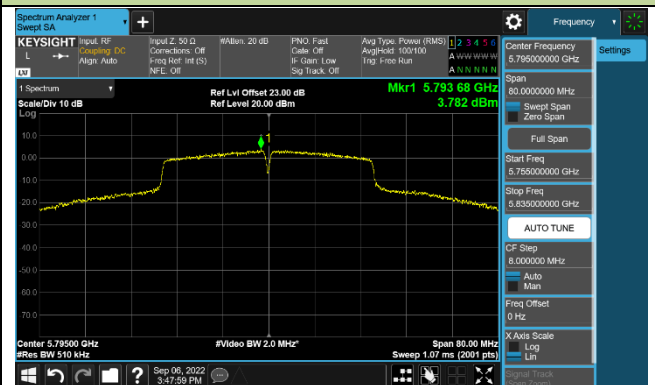 Spectrum Analyzer 1
Swept SA
Frequency
KEYSIGHT
L
LXI
Input: RF
Coupling: DC
Align: Auto
Input Z: 50 Ω
Corrections: Off
Freq Ref: Int (S)
NFE: Off
#Atten: 20 dB
PNO: Fast
Gate: Off
IF Gain: Low
Sig Track: Off
Avg Type: Power (RMS)
Avg|Hold: 100/100
Trig: Free Run
1 2 3 4 5 6
A W W W W W
A N N N N N
1 Spectrum
Scale/Div 10 dB
Log
Ref Lvl Offset 23.00 dB
Ref Level 20.00 dBm
Mkr1 5.793 68 GHz
3.782 dBm
1
10.0
0.00
10.0
20.0
30.0
40.0
-50.0
60.0
70.0
Center 5.79500 GHz
#Res BW 510 kHz
#Video BW 2.0 MHz*
Span 80.00 MHz
Sweep 1.07 ms (2001 pts)
Center Frequency
5.795000000 GHz
Span
80.0000000 MHz
Swept Span
Zero Span
Full Span
Start Freq
5.755000000 GHz
Stop Freq
5.835000000 GHz
AUTO TUNE
CF Step
8.000000 MHz
Auto
Man
Freq Offset
0 Hz
X Axis Scale
Log
Lin
Signal Track
(Span Zoom)
Settings
Sep 06, 2022
3:47:59 PM